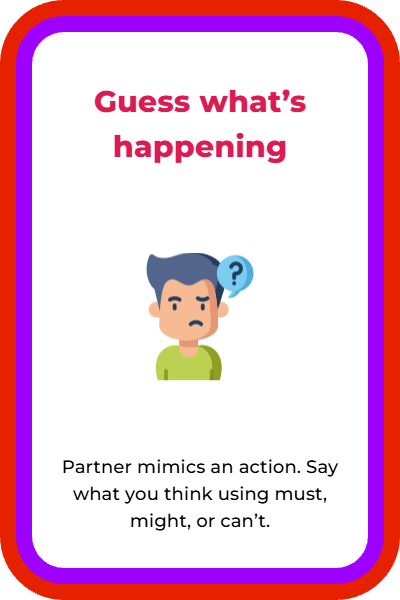 Guess what’s
happening
?
Partner mimics an action. Say
what you think using must,
might, or can’t.